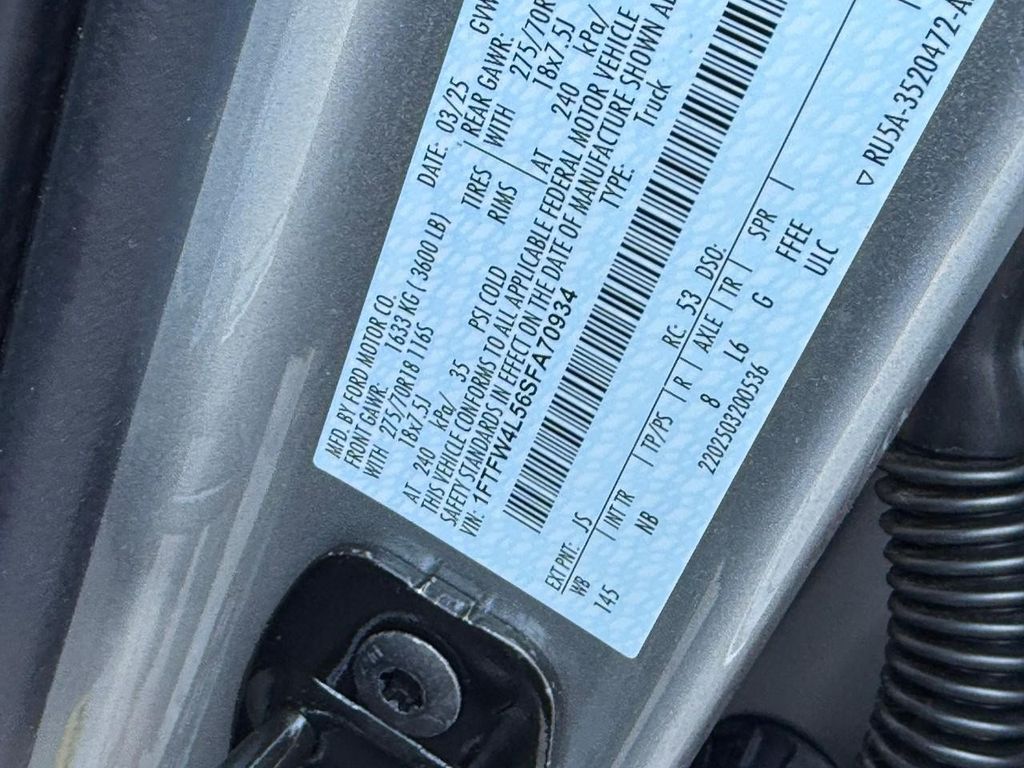 MFD. BY FORD MOTOR CO.
DATE: 03/25
FRONT GAWR: 1633 KG ( 3600 LB)
REAR GAWR:
WITH 275/70R18 116S TIRES
WITH 275/70R
18x7.5J RIMS
18x7.5J
AT 240 kPa/ 35 PSI COLD
AT 240 kPa/
THIS VEHICLE CONFORMS TO ALL APPLICABLE FEDERAL MOTOR VEHICLE
SAFETY STANDARDS IN EFFECT ON THE DATE OF MANUFACTURE SHOWN
VIN: 1FTFW4L56SFA70934
TYPE: Truck
EXT PNT: JS RC: 53 DSO:
WB | INT TR | TP/PS | R | AXLE | TR | SPR |
145 NB 8 L6 G FFEE
2202503200536 ULC
▽ RU5A-3520472-A